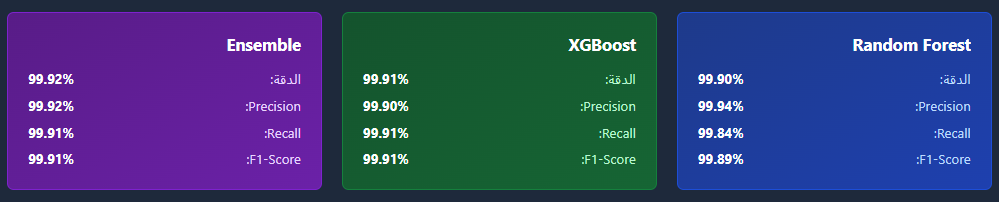 Random Forest
الدقة: 99.90%
Precision: 99.94%
Recall: 99.84%
F1-Score: 99.89%
XGBoost
الدقة: 99.91%
Precision: 99.90%
Recall: 99.91%
F1-Score: 99.91%
Ensemble
الدقة: 99.92%
Precision: 99.92%
Recall: 99.91%
F1-Score: 99.91%